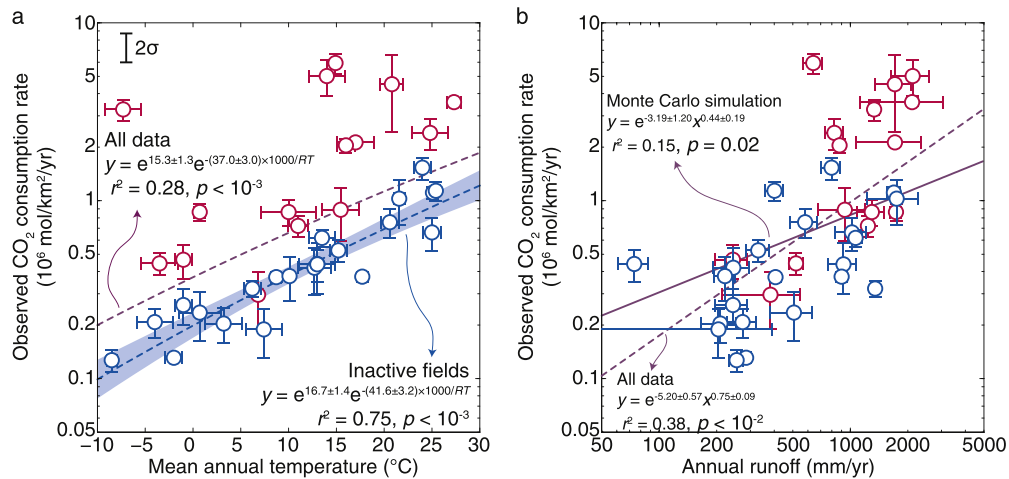 a
Observed CO₂ consumption rate
(10⁶ mol/km²/yr)
10
5
1
0.5
0.2
0.1
0.05
2σ
All data
y = e^15.3±1.3 e^-(37.0±3.0)×1000/RT
r² = 0.28, p < 10⁻³
Inactive fields
y = e^16.7±1.4 e^-(41.6±3.2)×1000/RT
r² = 0.75, p < 10⁻³
−10 −5 0 5 10 15 20 25 30
Mean annual temperature (°C)
b
Observed CO₂ consumption rate
(10⁶ mol/km²/yr)
10
5
1
0.5
0.2
0.1
0.05
Monte Carlo simulation
y = e^-3.19±1.20 x^0.44±0.19
r² = 0.15, p = 0.02
All data
y = e^-5.20±0.57 x^0.75±0.09
r² = 0.38, p < 10⁻²
50 100 500 1000 2000 5000
Annual runoff (mm/yr)